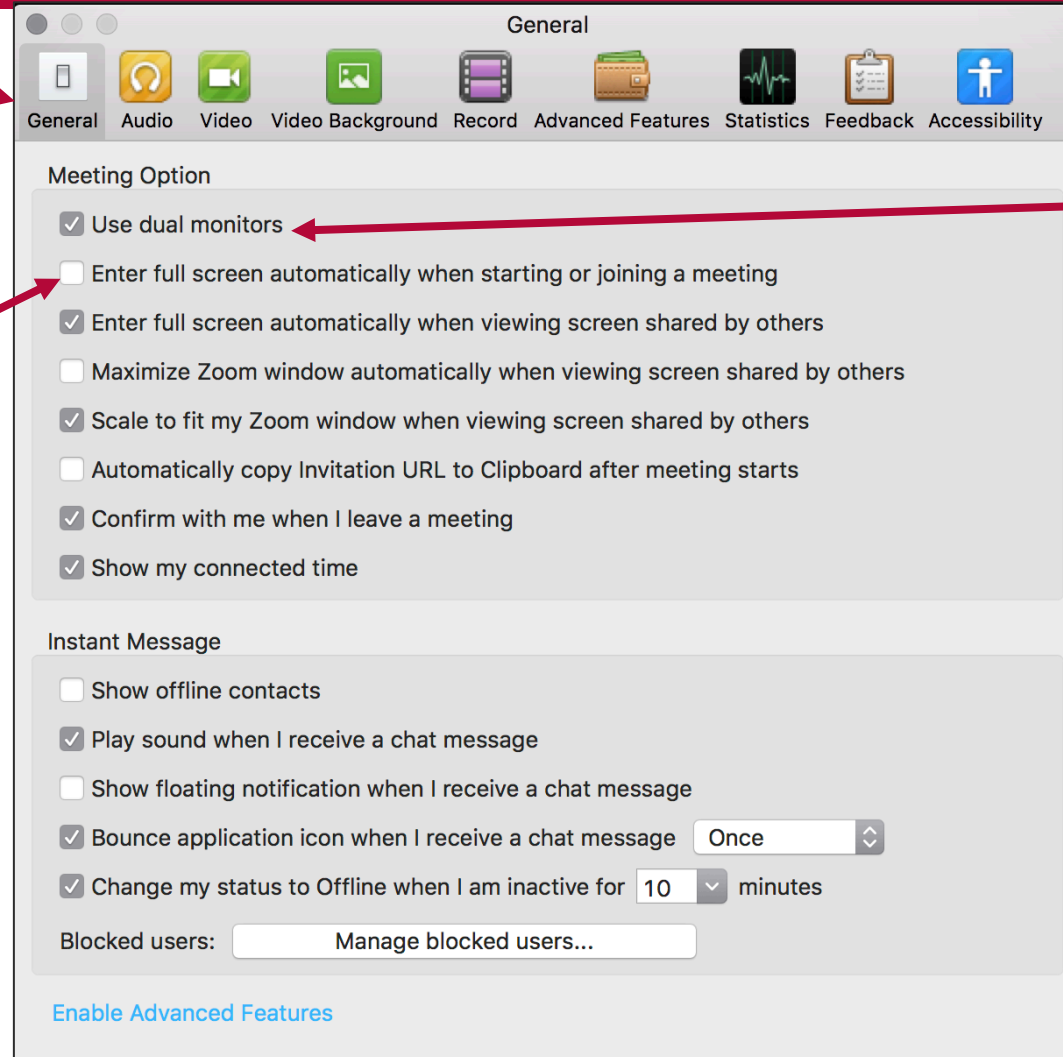 General
General Audio Video Video Background Record Advanced Features Statistics Feedback Accessibility
Meeting Option
Use dual monitors
Enter full screen automatically when starting or joining a meeting
Enter full screen automatically when viewing screen shared by others
Maximize Zoom window automatically when viewing screen shared by others
Scale to fit my Zoom window when viewing screen shared by others
Automatically copy Invitation URL to Clipboard after meeting starts
Confirm with me when I leave a meeting
Show my connected time
Instant Message
Show offline contacts
Play sound when I receive a chat message
Show floating notification when I receive a chat message
Bounce application icon when I receive a chat message Once
Change my status to Offline when I am inactive for 10 minutes
Blocked users: Manage blocked users...
Enable Advanced Features